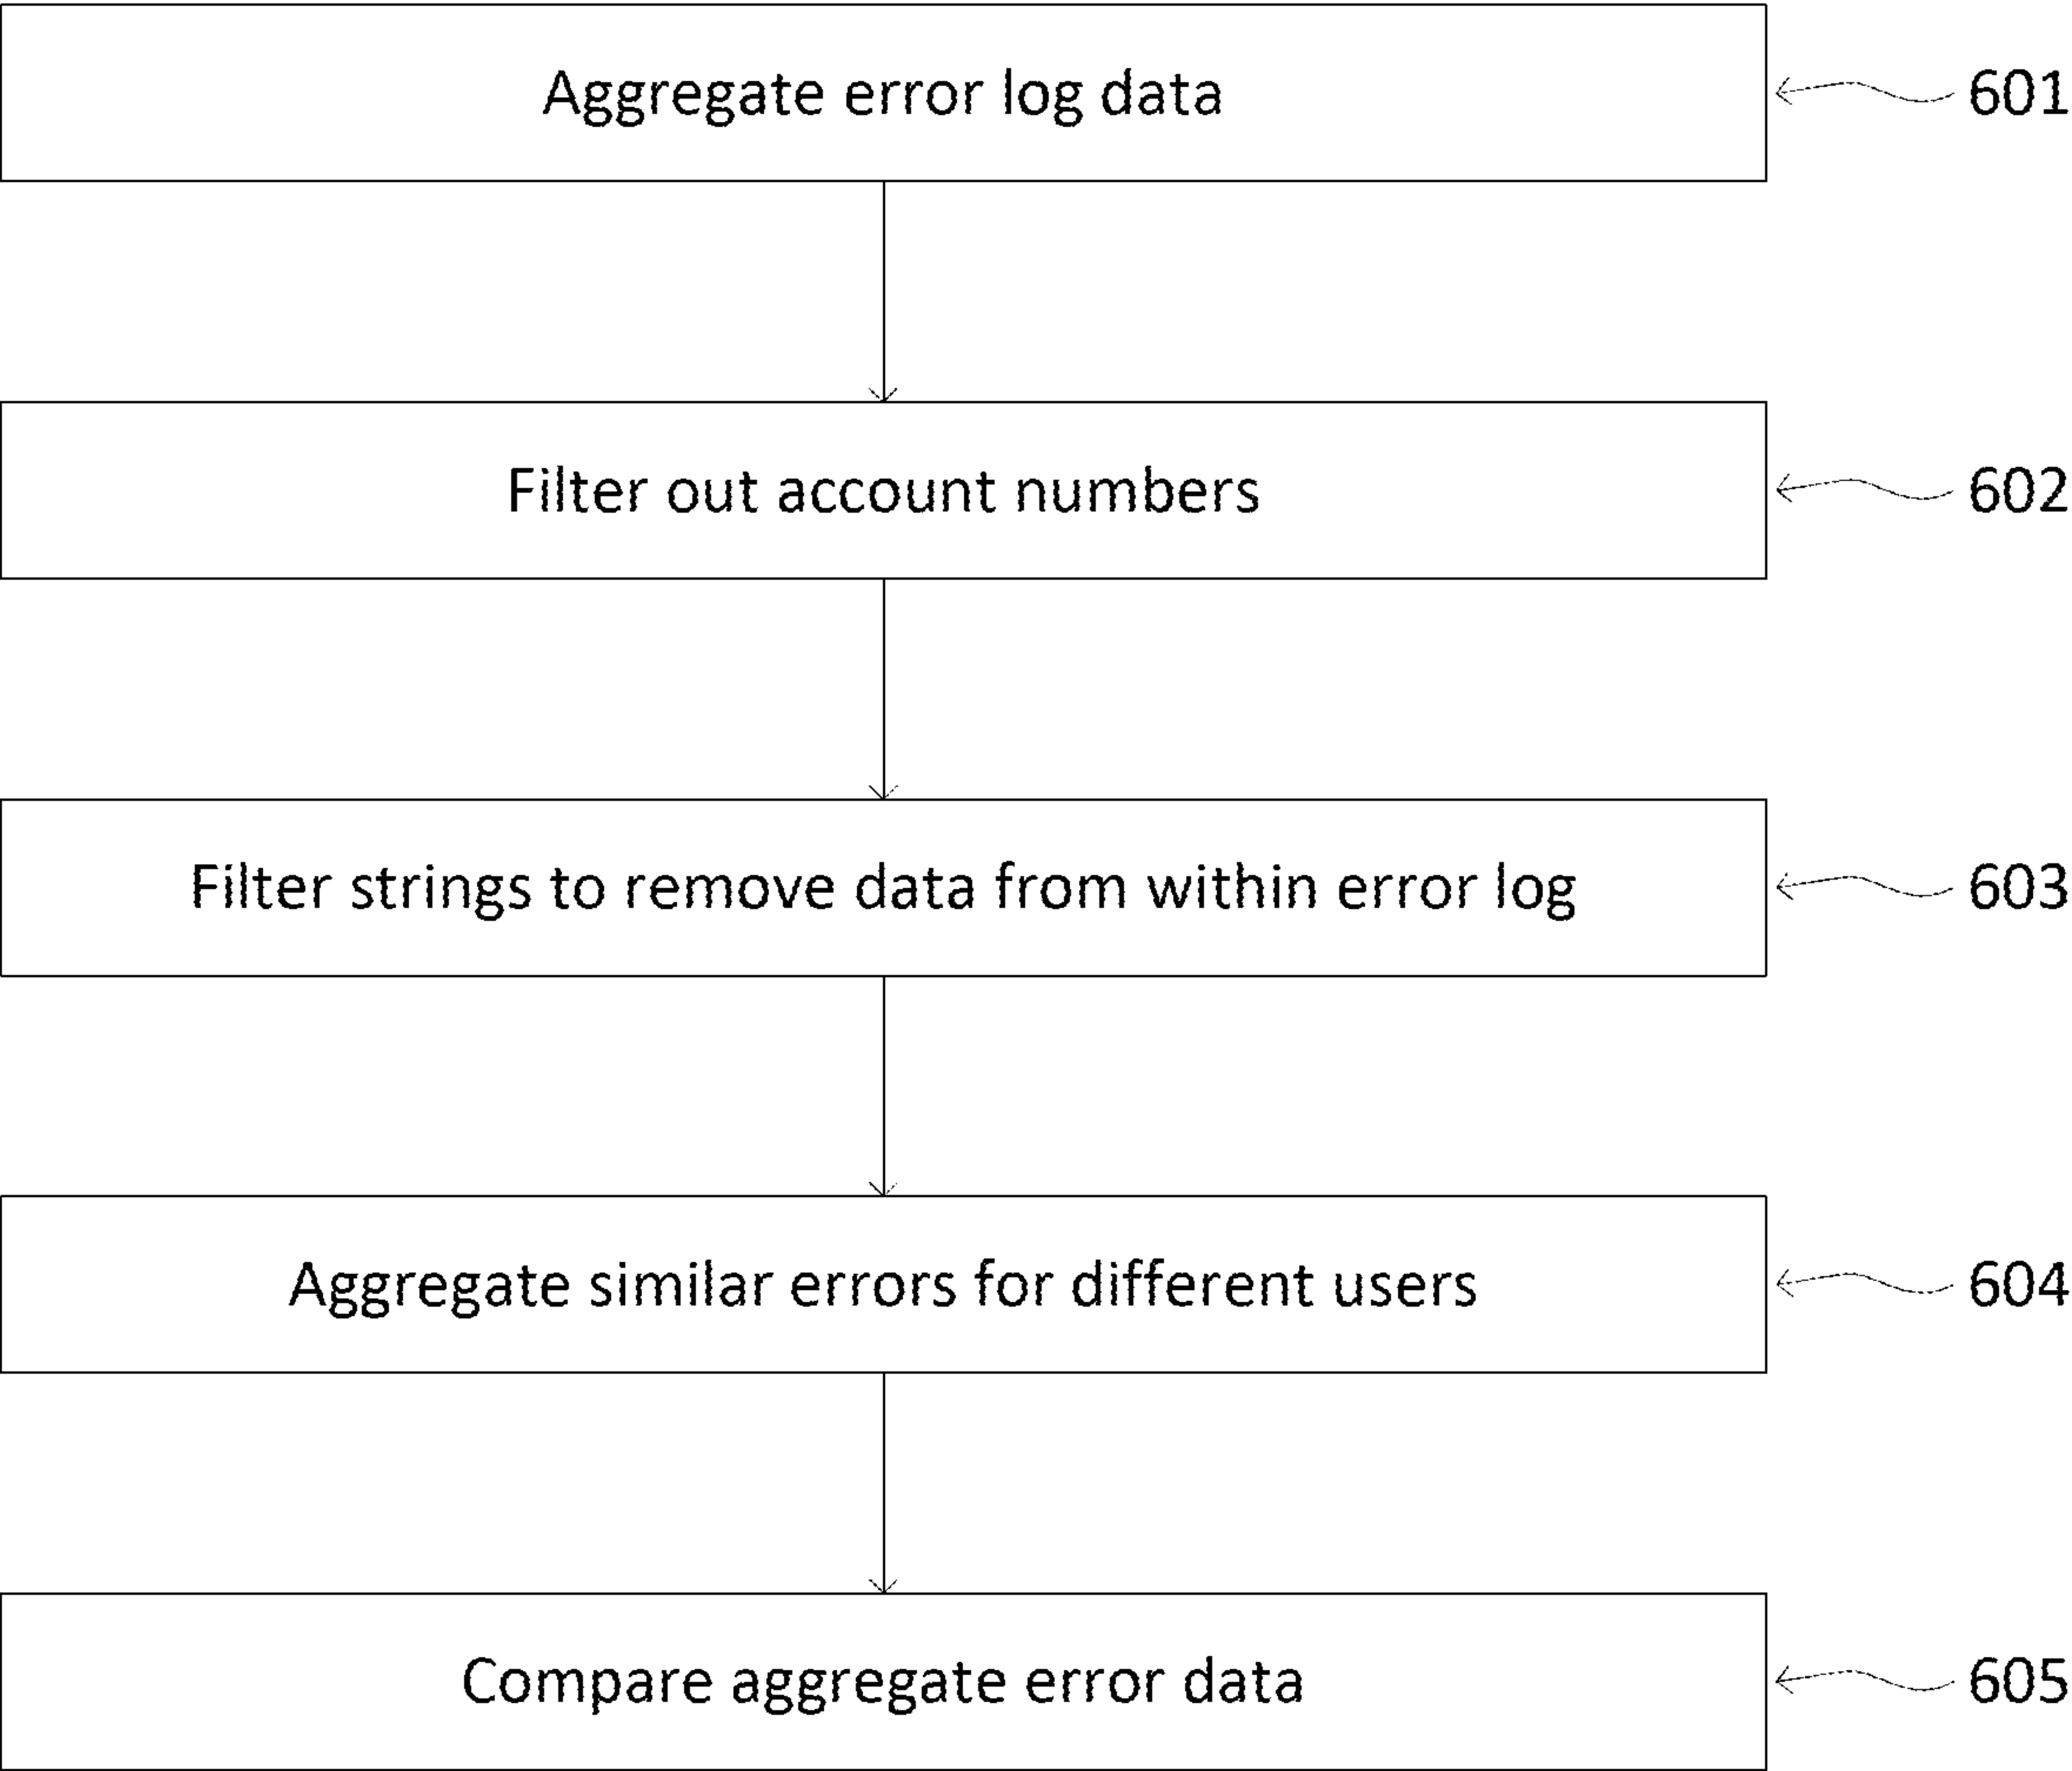 Aggregate error log data 601
Filter out account numbers 602
Filter strings to remove data from within error log 603
Aggregate similar errors for different users 604
Compare aggregate error data 605